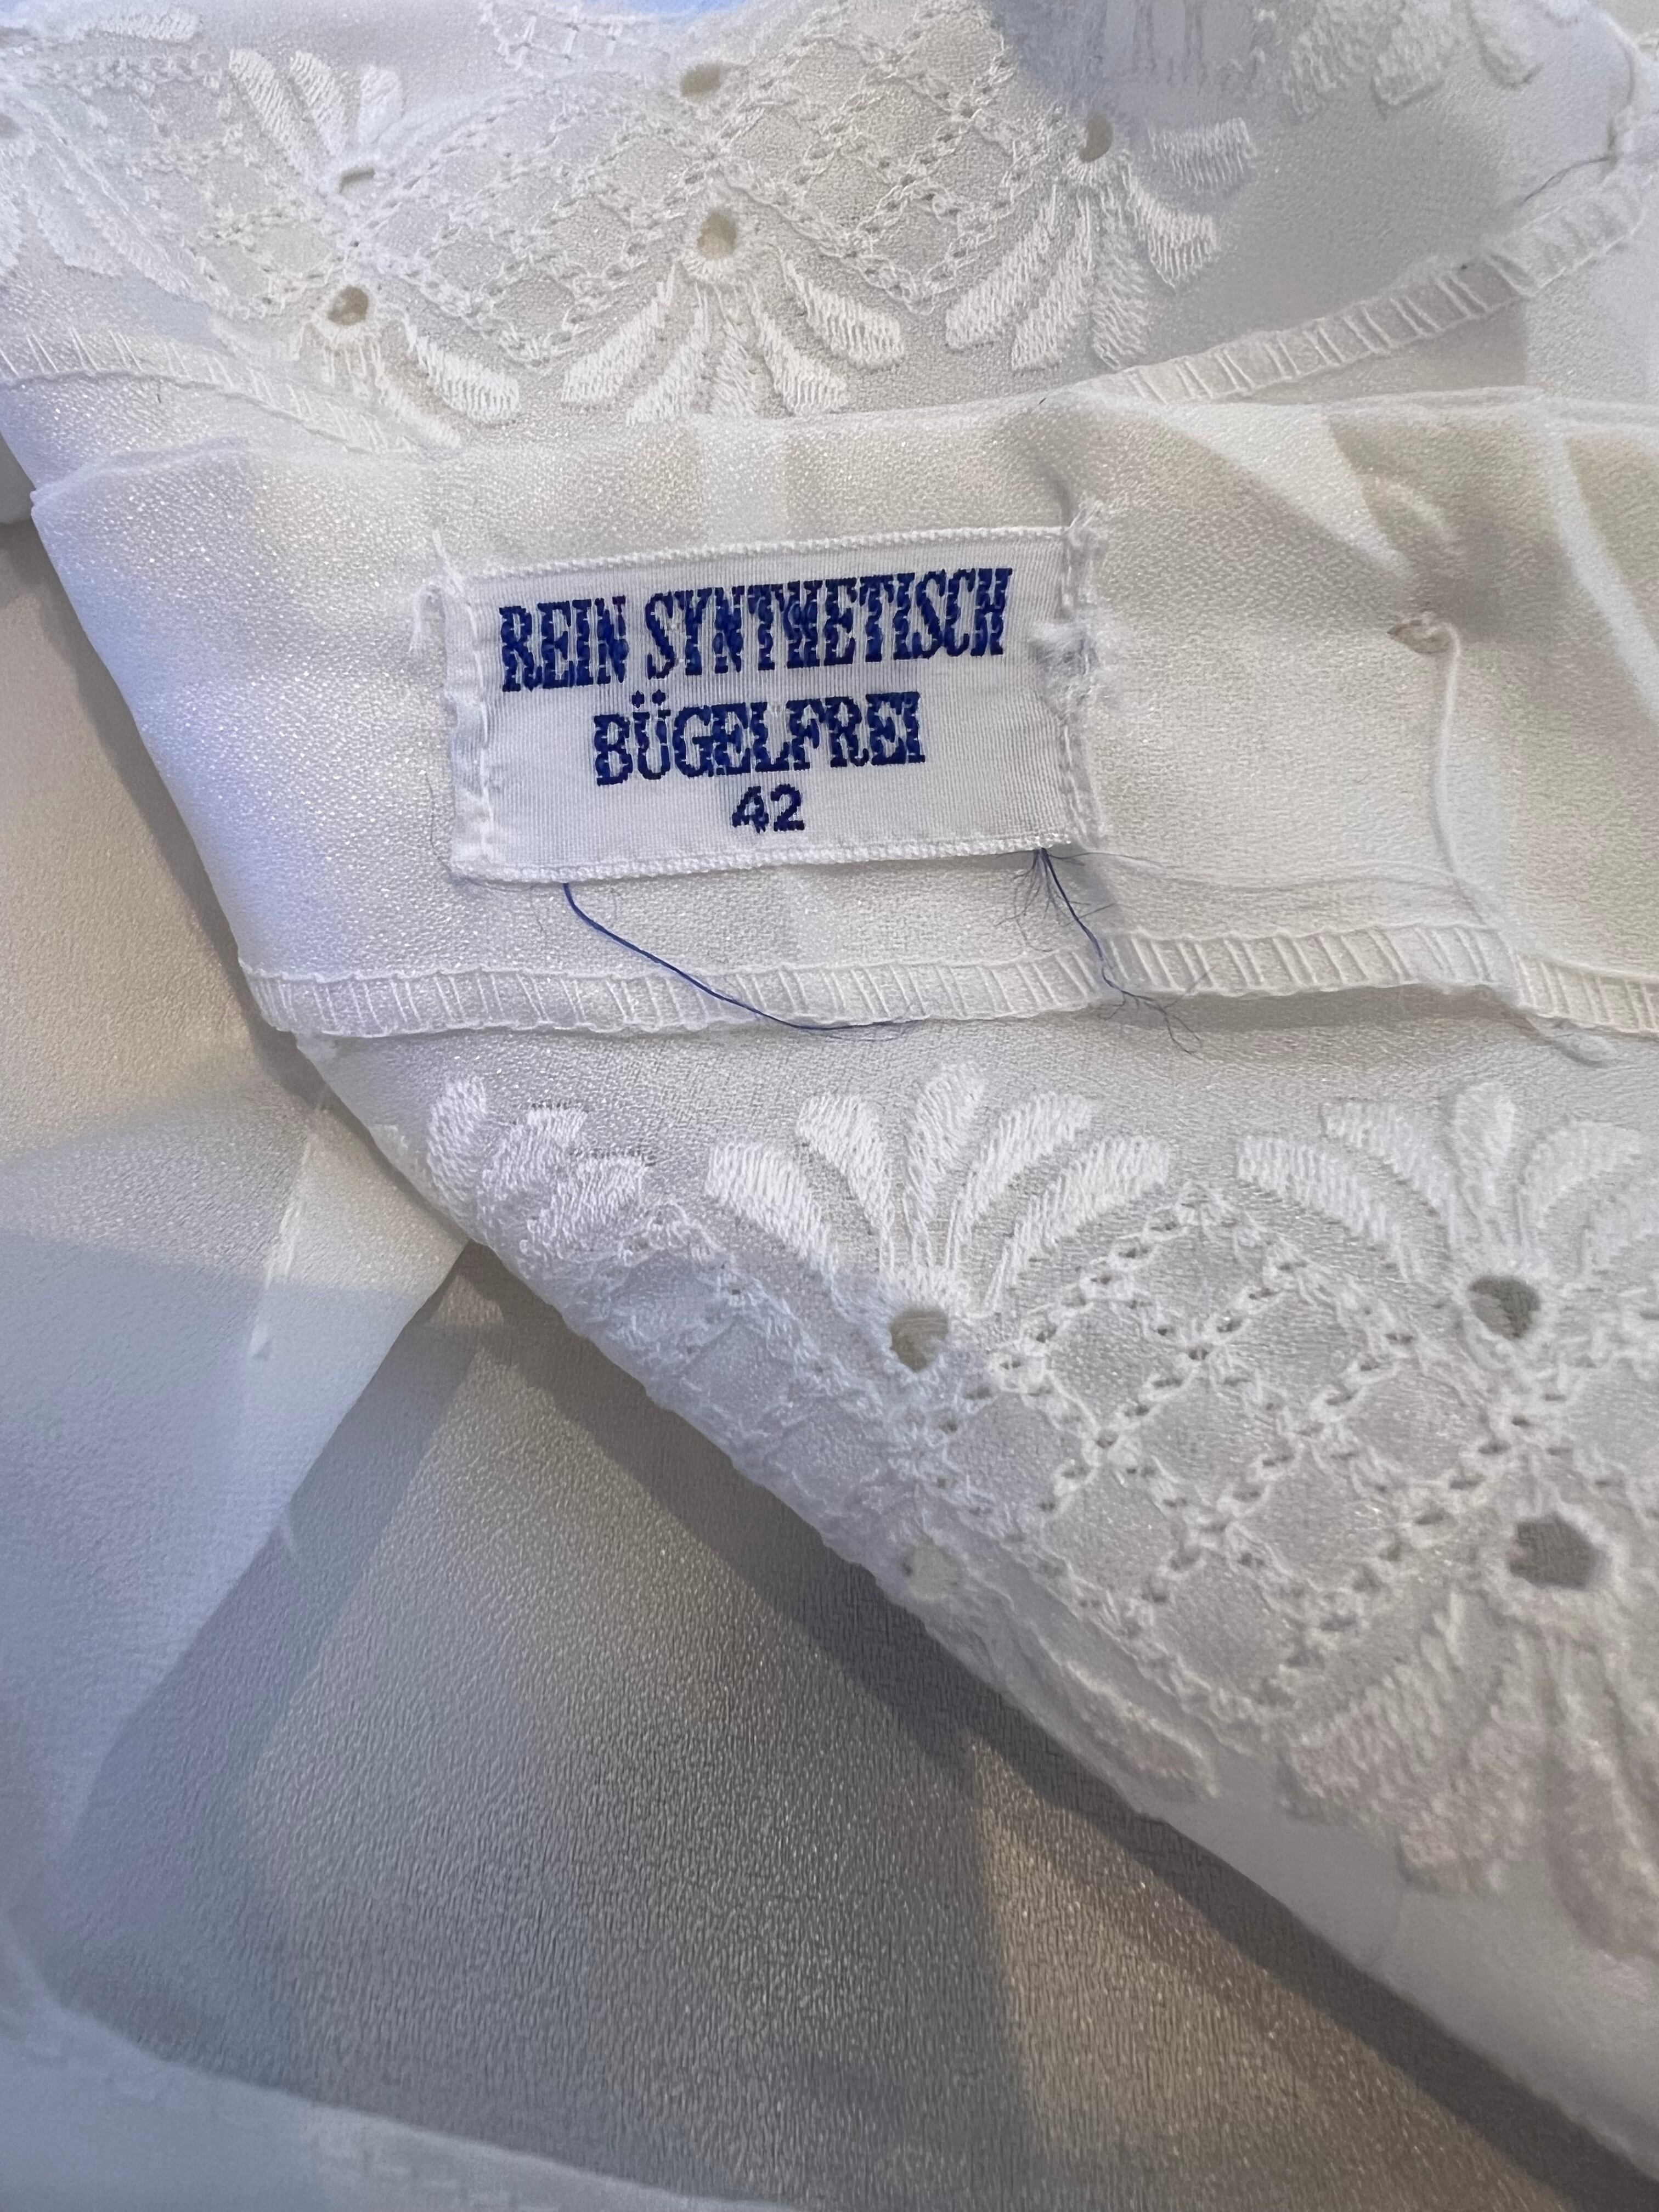 REIN SYNTHETISCH
BÜGELFREI
42